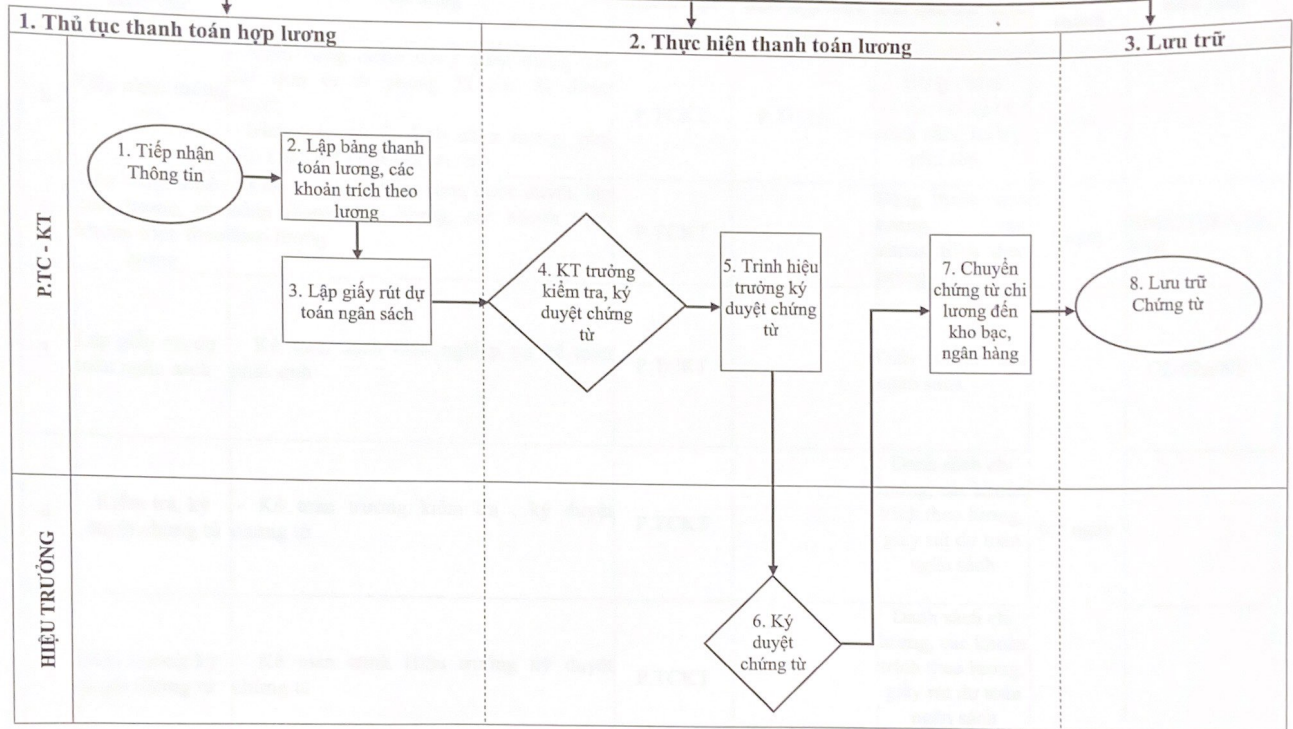 1. Thủ tục thanh toán hợp lương
2. Thực hiện thanh toán lương
3. Lưu trữ
P.TC - KT
1. Tiếp nhận
Thông tin
2. Lập bảng thanh
toán lương, các
khoản trích theo
lương
3. Lập giấy rút dự
toán ngân sách
4. KT trưởng
kiểm tra, ký
duyệt chứng
từ
5. Trình hiệu
trưởng ký
duyệt chứng
từ
7. Chuyển
chứng từ chi
lương đến
kho bạc,
ngân hàng
8. Lưu trữ
Chứng từ
HIỆU TRƯỞNG
6. Ký
duyệt
chứng từ